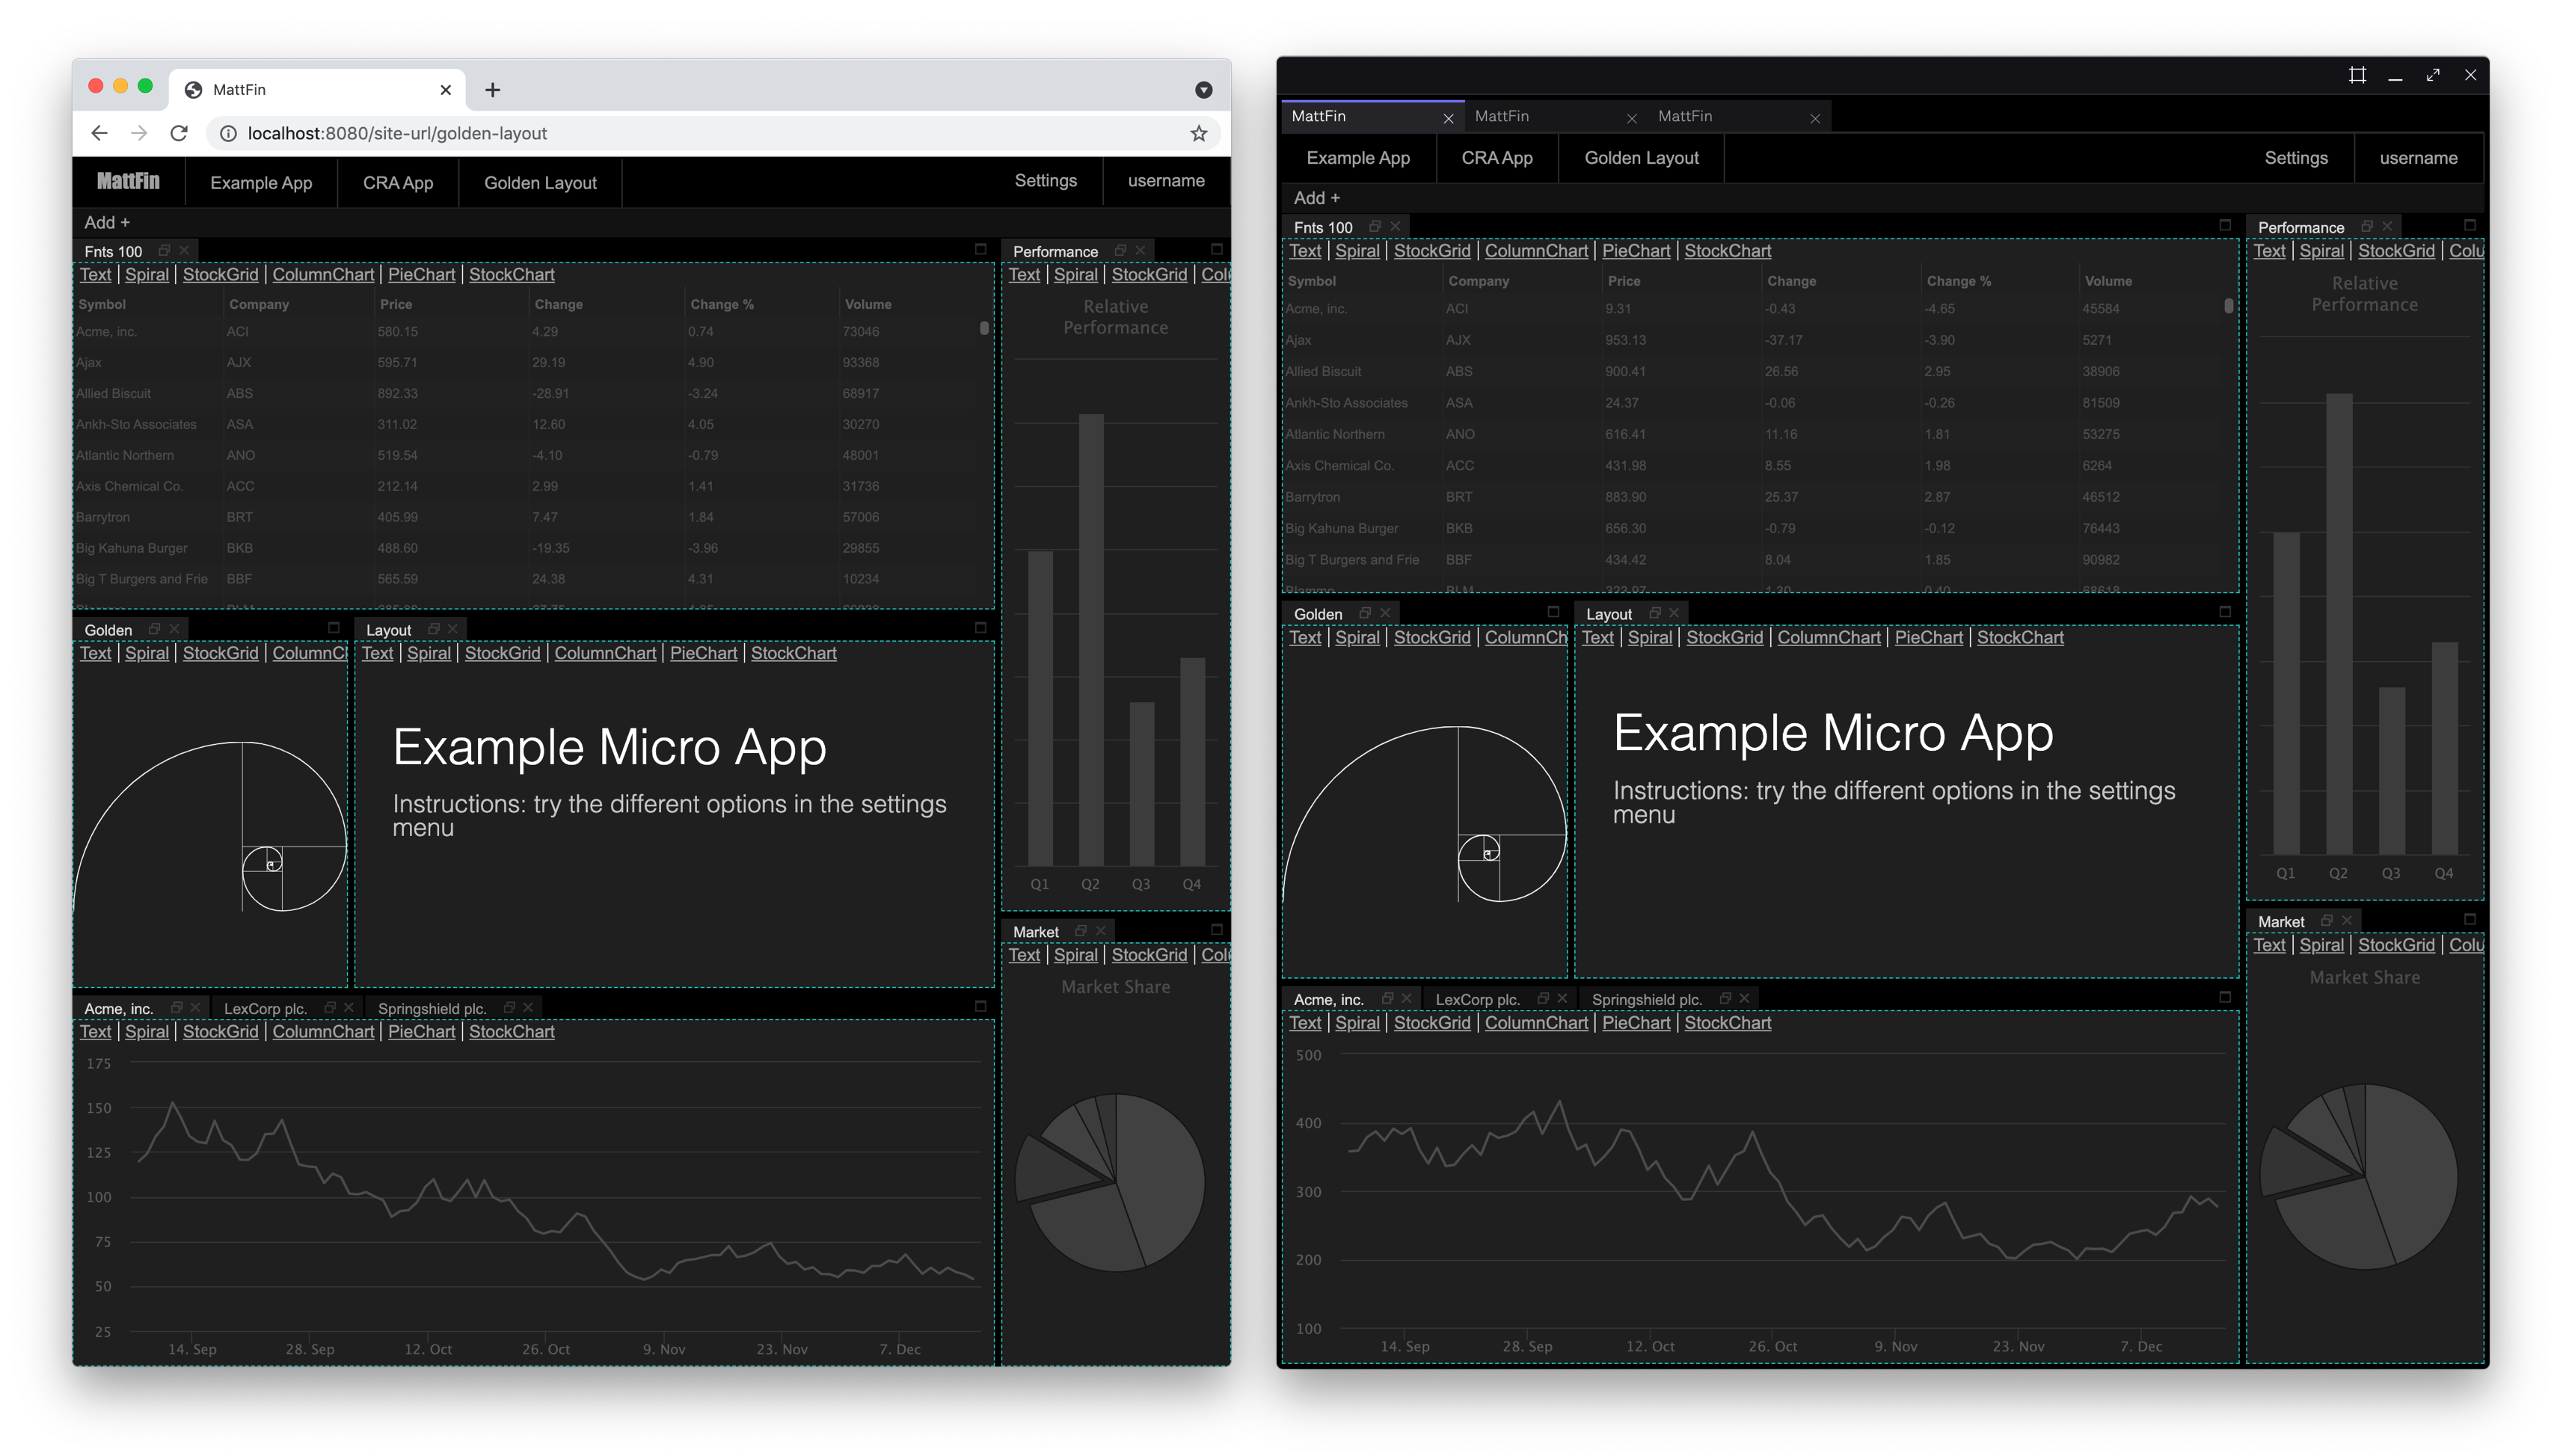 MattFin
localhost:8080/site-url/golden-layout
MattFin Example App CRA App Golden Layout Settings username
Add +
Fnts 100
Text | Spiral | StockGrid | ColumnChart | PieChart | StockChart
Symbol Company Price Change Change % Volume
Acme, inc. ACI 580.15 4.29 0.74 73046
Ajax AJX 595.71 29.19 4.90 93368
Allied Biscuit ABS 892.33 -28.91 -3.24 68917
Ankh-Sto Associates ASA 311.02 12.60 4.05 30270
Atlantic Northern ANO 519.54 -4.10 -0.79 48001
Axis Chemical Co. ACC 212.14 2.99 1.41 31736
Barrytron BRT 405.99 7.47 1.84 57006
Big Kahuna Burger BKB 488.60 -19.35 -3.96 29855
Big T Burgers and Frie BBF 565.59 24.38 4.31 10234
Performance
Text | Spiral | StockGrid | Colu
Relative
Performance
Q1 Q2 Q3 Q4
Golden
Text | Spiral | StockGrid | ColumnCl
Layout
Text | Spiral | StockGrid | ColumnChart | PieChart | StockChart
Example Micro App
Instructions: try the different options in the settings
menu
Market
Text | Spiral | StockGrid | Colu
Market Share
Acme, inc. LexCorp plc. Springshield plc.
Text | Spiral | StockGrid | ColumnChart | PieChart | StockChart
175
150
125
100
75
50
25
14. Sep 28. Sep 12. Oct 26. Oct 9. Nov 23. Nov 7. Dec
MattFin MattFin MattFin
Example App CRA App Golden Layout Settings username
Add +
Fnts 100
Text | Spiral | StockGrid | ColumnChart | PieChart | StockChart
Symbol Company Price Change Change % Volume
Acme, inc. ACI 9.31 -0.43 -4.65 45584
Ajax AJX 953.13 -37.17 -3.90 5271
Allied Biscuit ABS 900.41 26.56 2.95 38906
Ankh-Sto Associates ASA 24.37 -0.06 -0.26 81509
Atlantic Northern ANO 616.41 11.16 1.81 53275
Axis Chemical Co. ACC 431.98 8.55 1.98 6264
Barrytron BRT 883.90 25.37 2.87 46512
Big Kahuna Burger BKB 656.30 -0.79 -0.12 76443
Big T Burgers and Frie BBF 434.42 8.04 1.85 90982
Performance
Text | Spiral | StockGrid | Colu
Relative
Performance
Q1 Q2 Q3 Q4
Golden
Text | Spiral | StockGrid | ColumnCh
Layout
Text | Spiral | StockGrid | ColumnChart | PieChart | StockChart
Example Micro App
Instructions: try the different options in the settings
menu
Market
Text | Spiral | StockGrid | Colu
Market Share
Acme, inc. LexCorp plc. Springshield plc.
Text | Spiral | StockGrid | ColumnChart | PieChart | StockChart
500
400
300
200
100
14. Sep 28. Sep 12. Oct 26. Oct 9. Nov 23. Nov 7. Dec